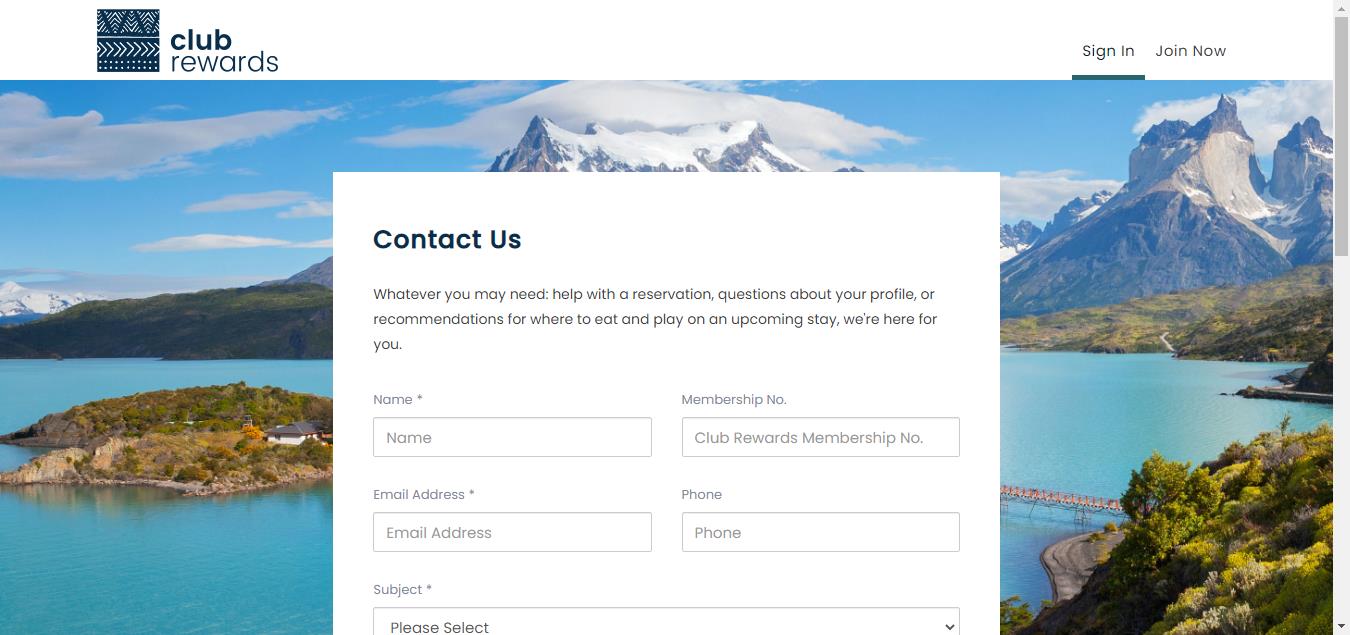 club
rewards
Sign In
Join Now
Contact Us
Whatever you may need: help with a reservation, questions about your profile, or
recommendations for where to eat and play on an upcoming stay, we're here for
you.
Name *
Membership No.
Name
Club Rewards Membership No.
Email Address *
Phone
Email Address
Phone
Subject *
Please Select